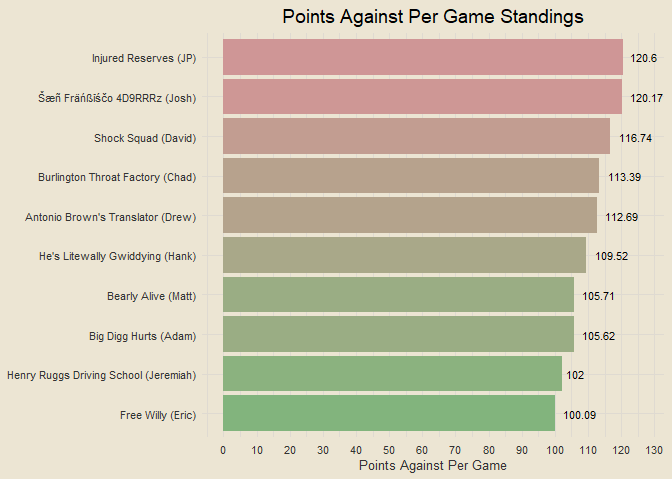 Points Against Per Game Standings
Injured Reserves (JP) 120.6
Šæñ Fräńßïśčo 4D9RRRz (Josh) 120.17
Shock Squad (David) 116.74
Burlington Throat Factory (Chad) 113.39
Antonio Brown's Translator (Drew) 112.69
He's Litewally Gwiddying (Hank) 109.52
Bearly Alive (Matt) 105.71
Big Digg Hurts (Adam) 105.62
Henry Ruggs Driving School (Jeremiah) 102
Free Willy (Eric) 100.09
0 10 20 30 40 50 60 70 80 90 100 110 120 130
Points Against Per Game